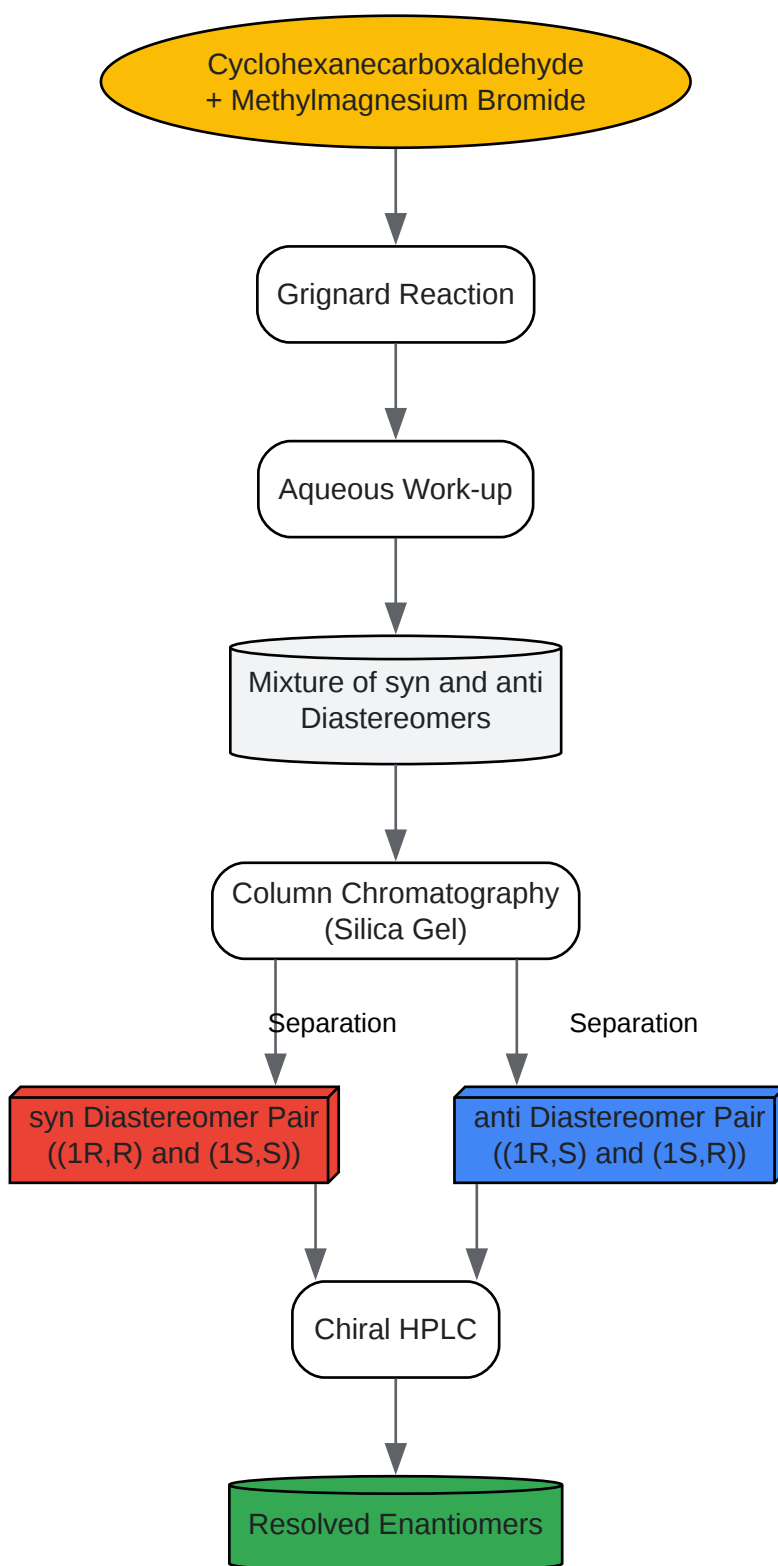 Cyclohexanecarboxaldehyde
+ Methylmagnesium Bromide
Grignard Reaction
Aqueous Work-up
Mixture of syn and anti
Diastereomers
Column Chromatography
(Silica Gel)
Separation
Separation
syn Diastereomer Pair
((1R,R) and (1S,S))
anti Diastereomer Pair
((1R,S) and (1S,R))
Chiral HPLC
Resolved Enantiomers